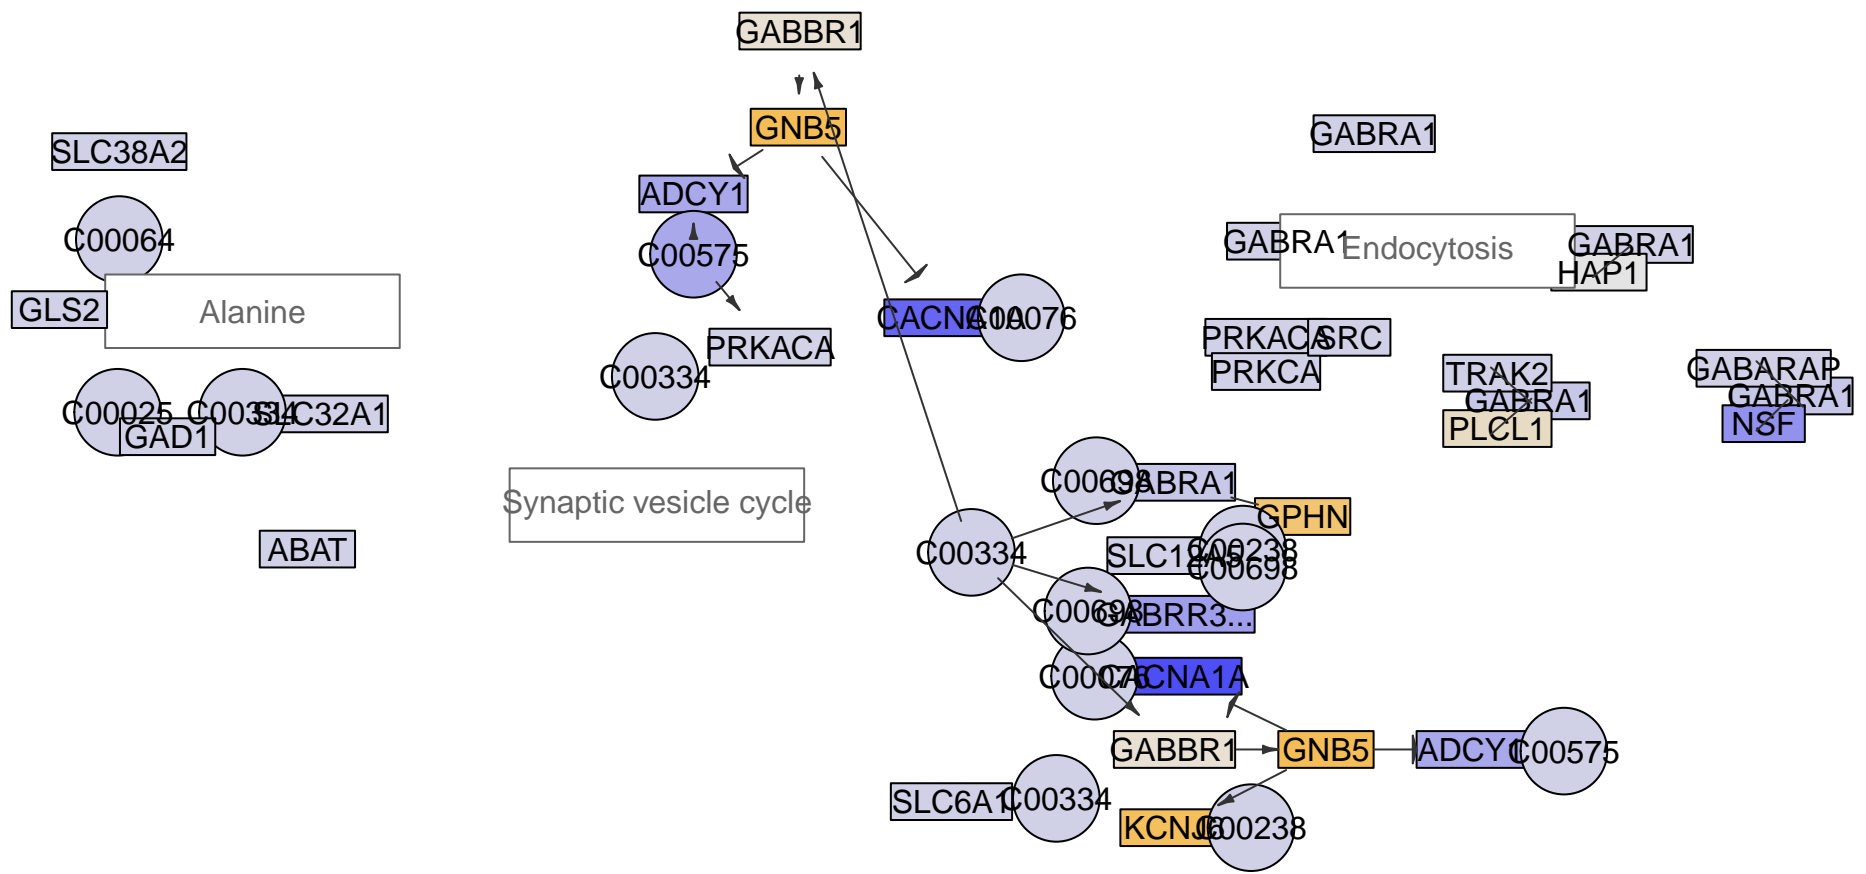 GABBR1
GNB5
SLC38A2
GABRA1
ADCY1
C00064
C00575
GABRA1
Endocytosis
GABRA1
HAP1
GLS2
Alanine
CACNA1A
C00076
PRKACA
C00334
PRKACA
SRC
PRKCA
TRAK2
GABRA1
PLCL1
GABARAP
GABRA1
NSF
C00025
C00334
SLC32A1
GAD1
Synaptic vesicle cycle
C00698
GABRA1
GPHN
ABAT
C00334
SLC12A5
C00238
C00698
C00698
GABRR3...
C00076
CACNA1A
GABBR1
GNB5
ADCY1
C00575
SLC6A1
C00334
KCNJ6
C00238